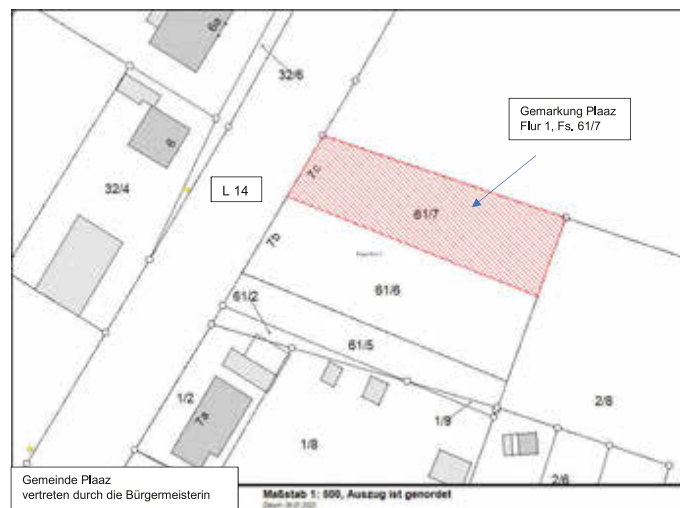 6a
32/6
Gemarkung Plaaz
Flur 1, Fs. 61/7
6
7c
32/4
L 14
61/7
7b
61/6
61/2
61/5
1/2
7a
1/9
2/8
1/8
2/6
Gemeinde Plaaz
vertreten durch die Bürgermeisterin
Maßstab 1: 500, Auszug ist genordet